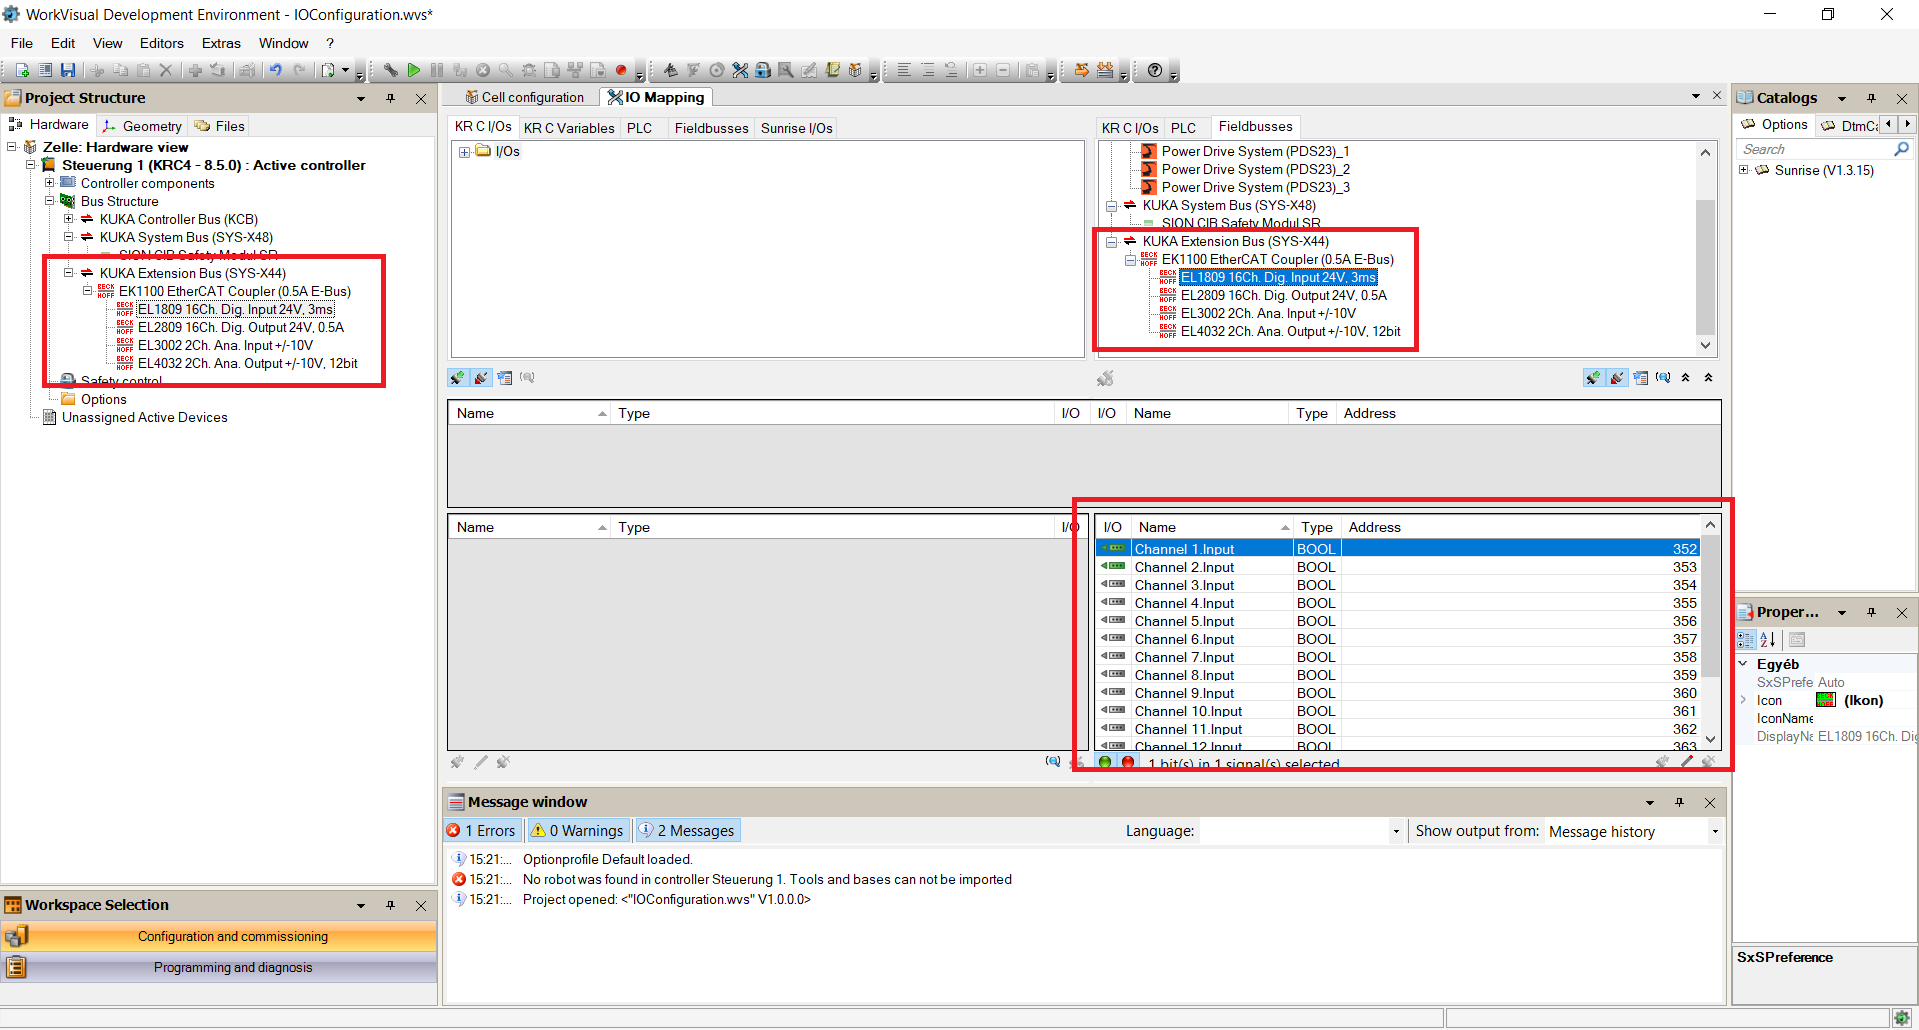 WorkVisual Development Environment - IOConfiguration.wvs*
File Edit View Editors Extras Window ?
Project Structure
Hardware Geometry Files
Zelle: Hardware view
Steuerung 1 (KRC4 - 8.5.0) : Active controller
Controller components
Bus Structure
KUKA Controller Bus (KCB)
KUKA System Bus (SYS-X48)
SION CIB Safety Modul SR
KUKA Extension Bus (SYS-X44)
EK1100 EtherCAT Coupler (0.5A E-Bus)
EL1809 16Ch. Dig. Input 24V, 3ms
EL2809 16Ch. Dig. Output 24V, 0.5A
EL3002 2Ch. Ana. Input +/-10V
EL4032 2Ch. Ana. Output +/-10V, 12bit
Safety control
Options
Unassigned Active Devices
Workspace Selection
Configuration and commissioning
Programming and diagnosis
Cell configuration IO Mapping
KR C I/Os KR C Variables PLC Fieldbusses Sunrise I/Os
I/Os
KR C I/Os PLC Fieldbusses
Power Drive System (PDS23)_1
Power Drive System (PDS23)_2
Power Drive System (PDS23)_3
KUKA System Bus (SYS-X48)
SION CIB Safety Modul SR
KUKA Extension Bus (SYS-X44)
EK1100 EtherCAT Coupler (0.5A E-Bus)
EL1809 16Ch. Dig. Input 24V, 3ms
EL2809 16Ch. Dig. Output 24V, 0.5A
EL3002 2Ch. Ana. Input +/-10V
EL4032 2Ch. Ana. Output +/-10V, 12bit
Name Type I/O I/O Name Type Address
Name Type I/O
I/O Name Type Address
Channel 1.Input BOOL 352
Channel 2.Input BOOL 353
Channel 3.Input BOOL 354
Channel 4.Input BOOL 355
Channel 5.Input BOOL 356
Channel 6.Input BOOL 357
Channel 7.Input BOOL 358
Channel 8.Input BOOL 359
Channel 9.Input BOOL 360
Channel 10.Input BOOL 361
Channel 11.Input BOOL 362
Channel 12.Input BOOL 363
1 bit(s) in 1 signal(s) selected
Message window
1 Errors 0 Warnings 2 Messages Language: Show output from: Message history
15:21:... Optionprofile Default loaded.
15:21:... No robot was found in controller Steuerung 1. Tools and bases can not be imported
15:21:... Project opened: <"IOConfiguration.wvs" V1.0.0.0>
Catalogs
Options DtmCa
Search
Sunrise (V1.3.15)
Proper...
Egyéb
SxSPrefe Auto
Icon (Ikon)
IconName
DisplayNa EL1809 16Ch. Dig
SxSPreference